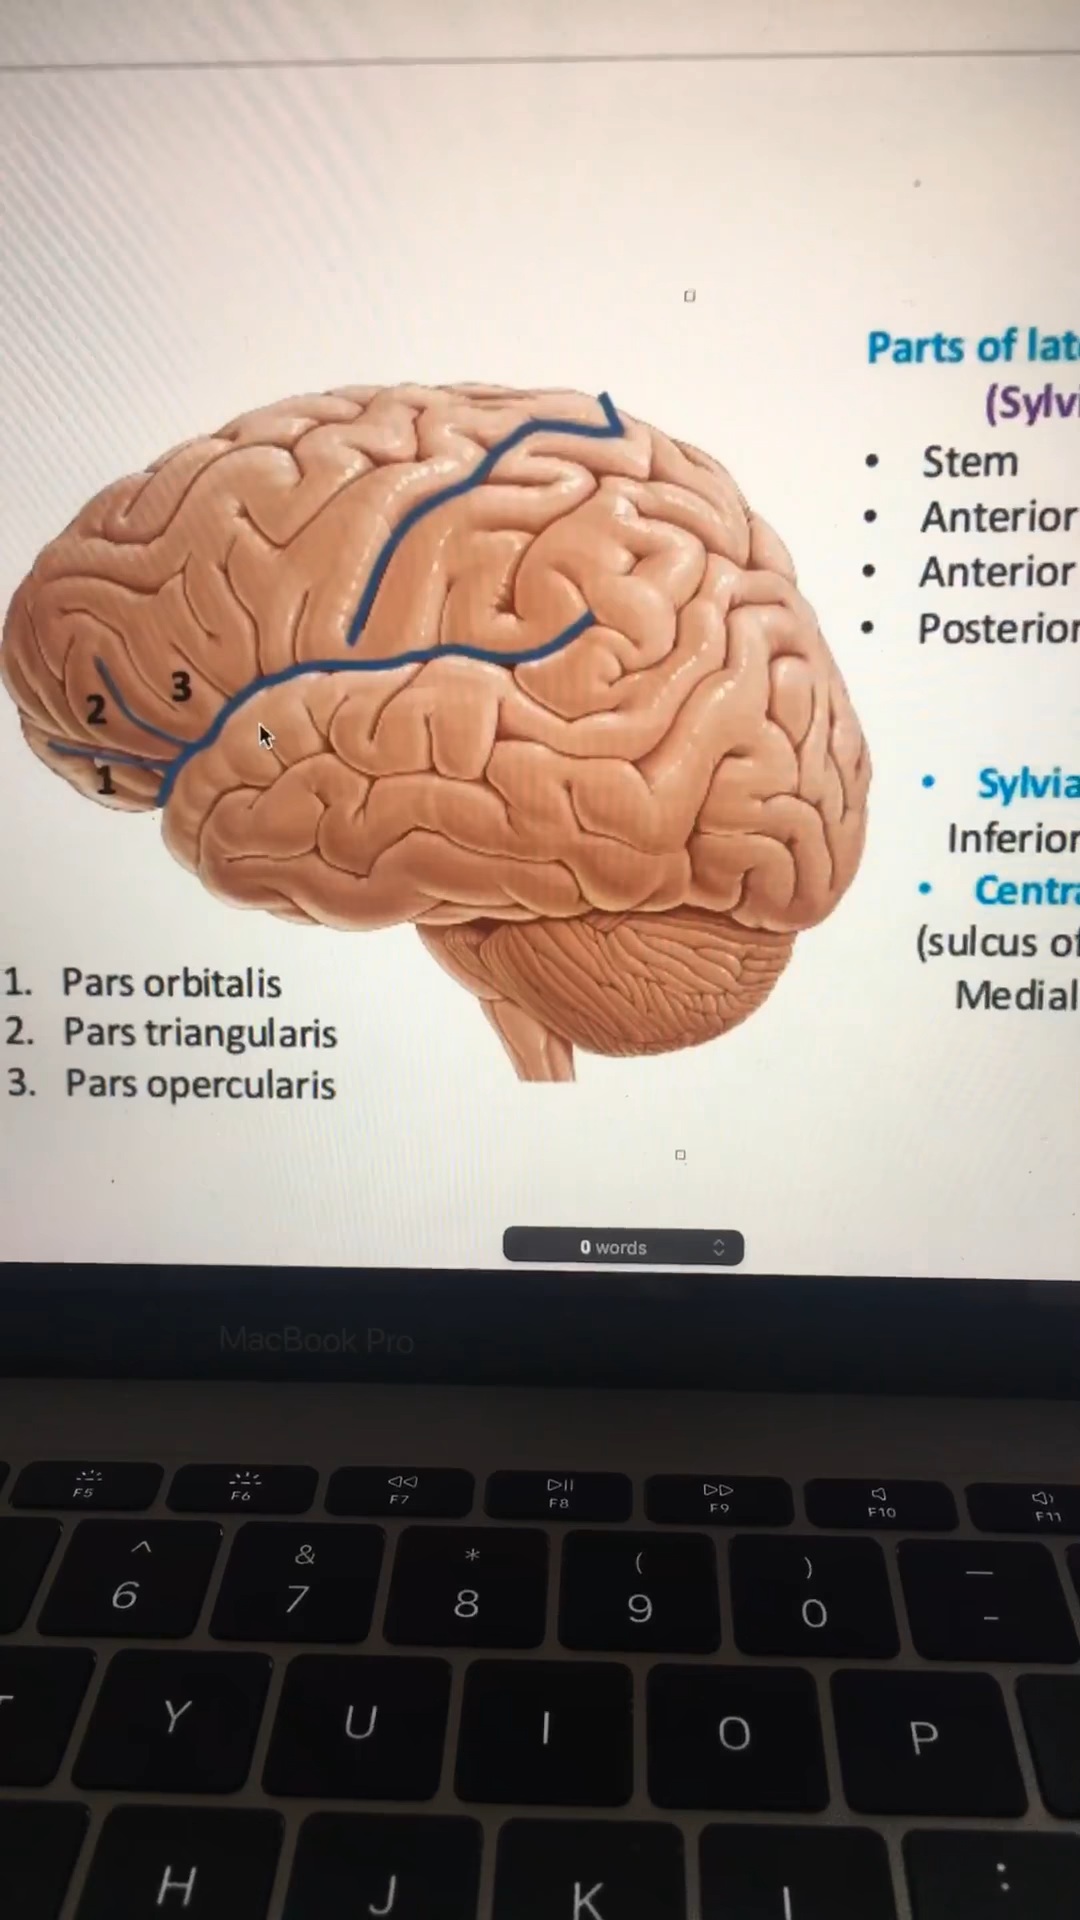 Parts of
(Sylvi
• Stem
• Anterior
• Anterior
• Posterior
2
3
1
• Sylvia
Inferior
• Centra
(sulcus of
Medial
1. Pars orbitalis
2. Pars triangularis
3. Pars opercularis
0 words
MacBook Pro
F5 F6 F7 F8 F9 F10 F11
^ & * ( ) —
6 7 8 9 0 -
Y U I O P
H J K :